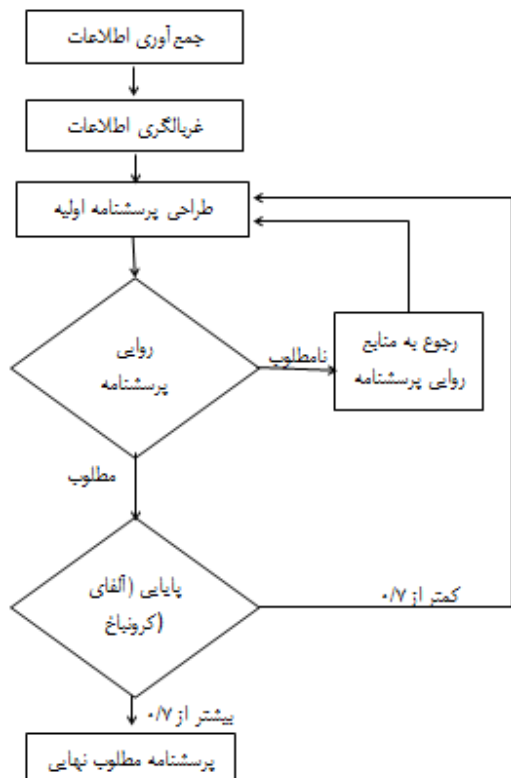 جمع‌آوری اطلاعات
غربالگری اطلاعات
طراحی پرسشنامه اولیه
روایی
پرسشنامه
نامطلوب
رجوع به منابع
روایی پرسشنامه
مطلوب
پایایی (آلفای
کرونباخ)
کمتر از ۰/۷
بیشتر از ۰/۷
پرسشنامه مطلوب نهایی